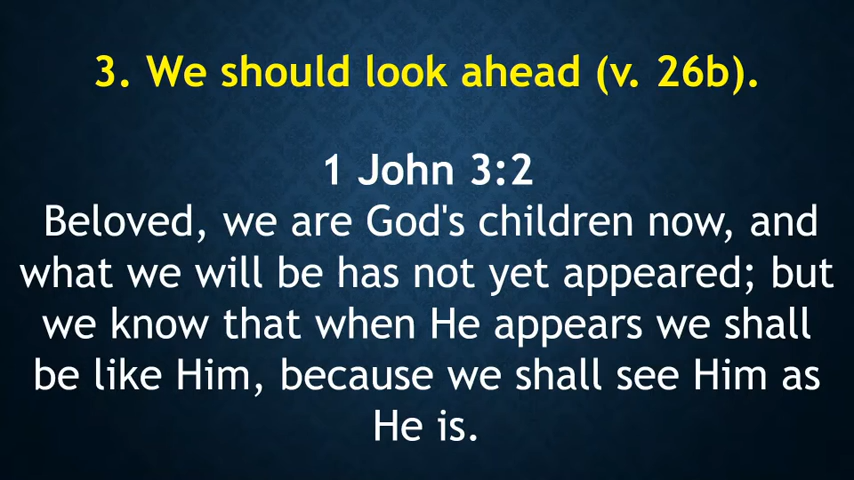 3. We should look ahead (v. 26b).
1 John 3:2
Beloved, we are God's children now, and
what we will be has not yet appeared; but
we know that when He appears we shall
be like Him, because we shall see Him as
He is.